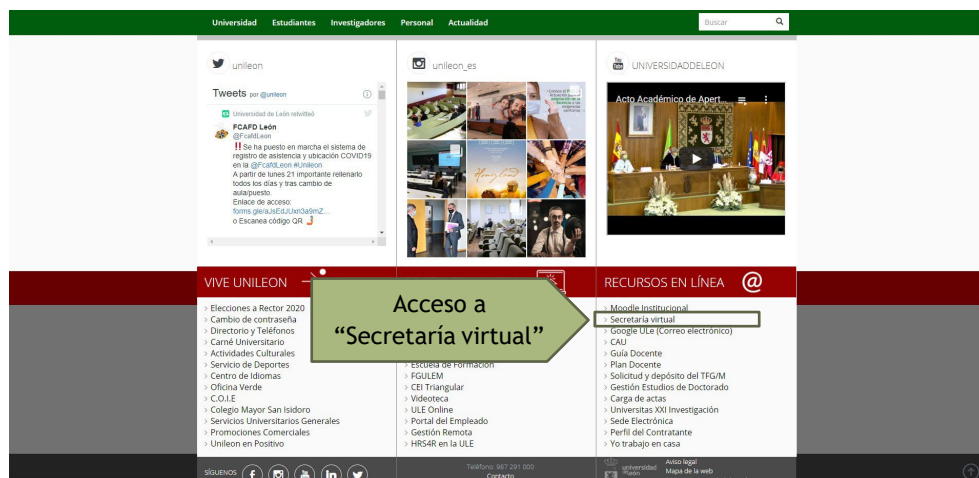 Universidad Estudiantes Investigadores Personal Actualidad Buscar
unileon
Tweets por @unileon
Universidad de León retwitteó
FCAFD León
@FcafdLeon
!!Se ha puesto en marcha el sistema de
registro de asistencia y ubicación COVID19
en la @FcafdLeon #Unileon
A partir de lunes 21 importante rellenarlo
todos los días y tras cambio de
aula/puesto.
Enlace de acceso:
o Escanea código QR
unileon_es
UNIVERSIDADDELEON
Acto Académico de Apert...
VIVE UNILEON
> Elecciones a Rector 2020
> Cambio de contraseña
> Directorio y Teléfonos
> Carné Universitario
> Actividades Culturales
> Servicio de Deportes
> Centro de Idiomas
> Oficina Verde
> C.O.I.E
> Colegio Mayor San Isidoro
> Servicios Universitarios Generales
> Promociones Comerciales
> Unileon en Positivo
Acceso a
“Secretaría virtual”
> Escuela de Formación
> FGULEM
> CEI Triangular
> Videoteca
> ULE Online
> Portal del Empleado
> Gestión Remota
> HRS4R en la ULE
RECURSOS EN LÍNEA @
> Moodle Institucional
> Secretaría virtual
> Google ULe (Correo electrónico)
> CAU
> Guía Docente
> Plan Docente
> Solicitud y depósito del TFG/M
> Gestión Estudios de Doctorado
> Carga de actas
> Universitas XXI Investigación
> Sede Electrónica
> Perfil del Contratante
> Yo trabajo en casa
SÍGUENOS
Teléfono: 987 291 000
Contacto
universidad
de león
Aviso legal
Mapa de la web